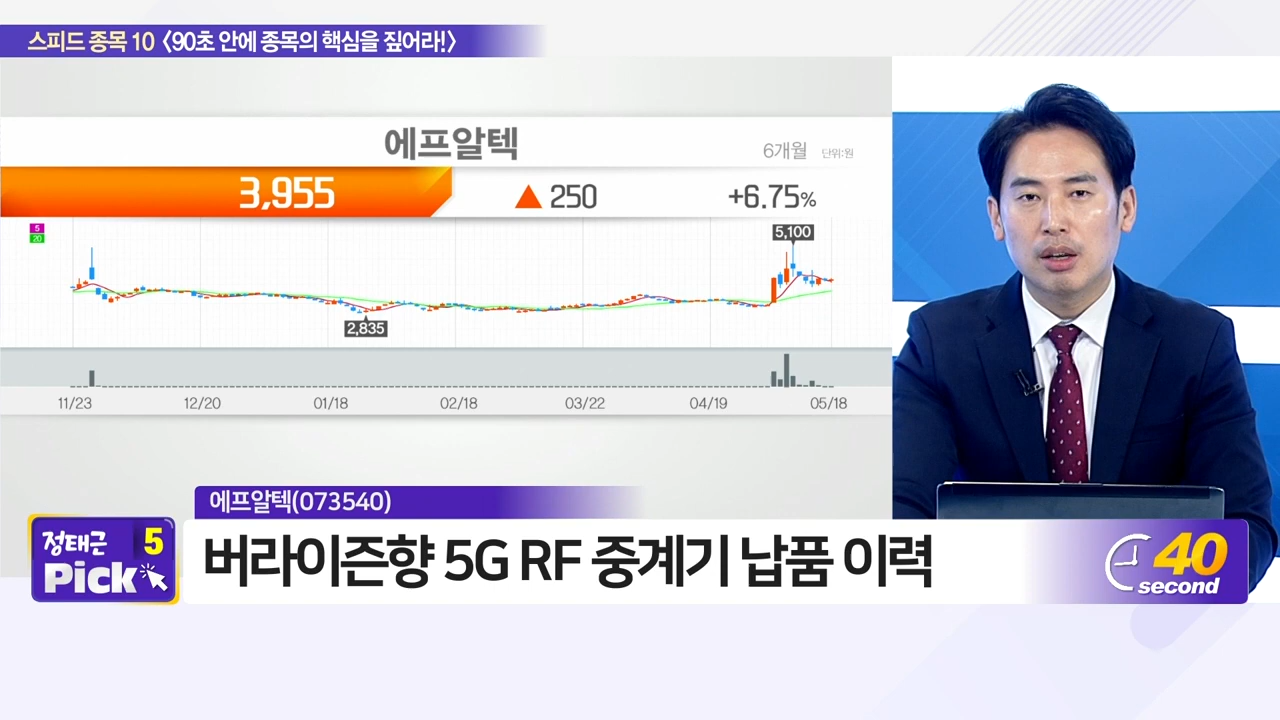 스피드 종목 10 <90초 안에 종목의 핵심을 짚어라!>
에프알텍
6개월 단위:원
3,955 ▲ 250 +6.75%
5
20
5,100
2,835
11/23 12/20 01/18 02/18 03/22 04/19 05/18
에프알텍(073540)
정태근 5
Pick
버라이즌향 5G RF 중계기 납품 이력
40
second